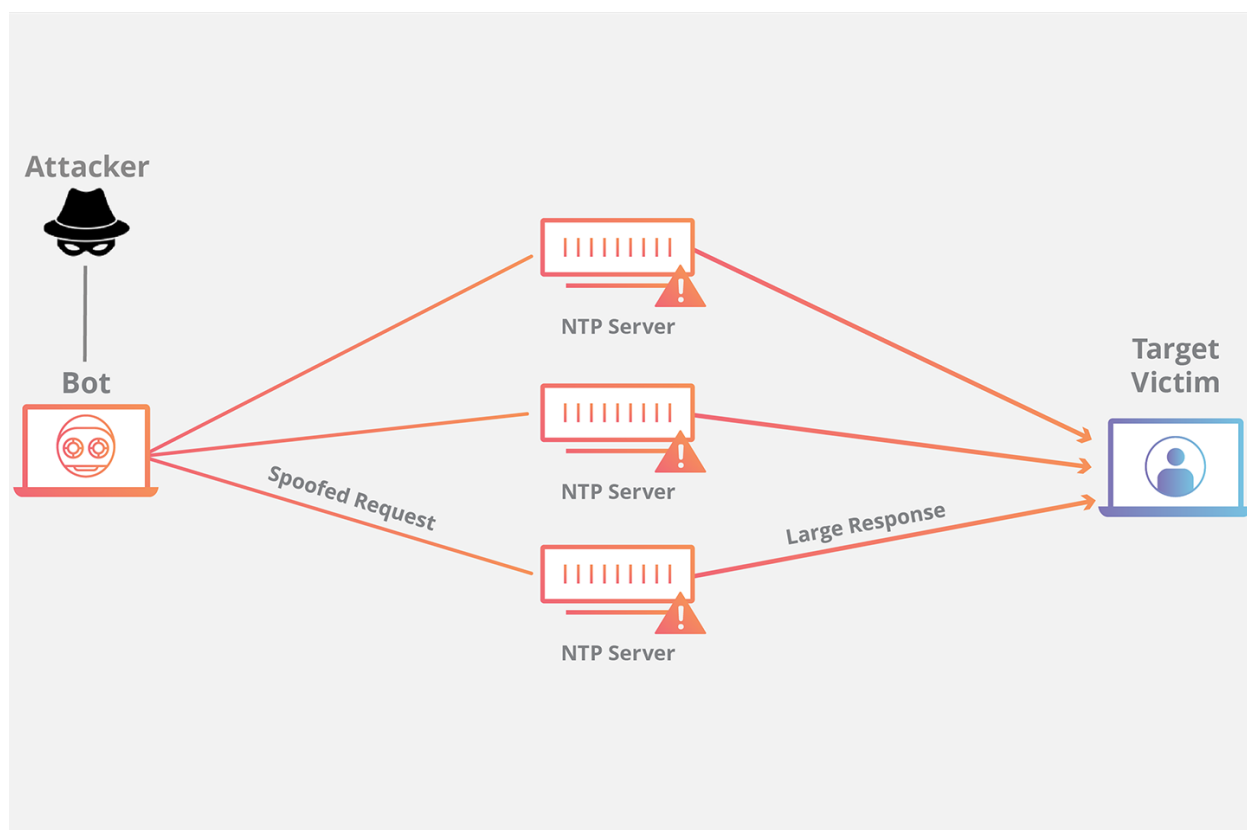 Attacker
Bot
Spoofed Request
NTP Server
NTP Server
NTP Server
Large Response
Target
Victim